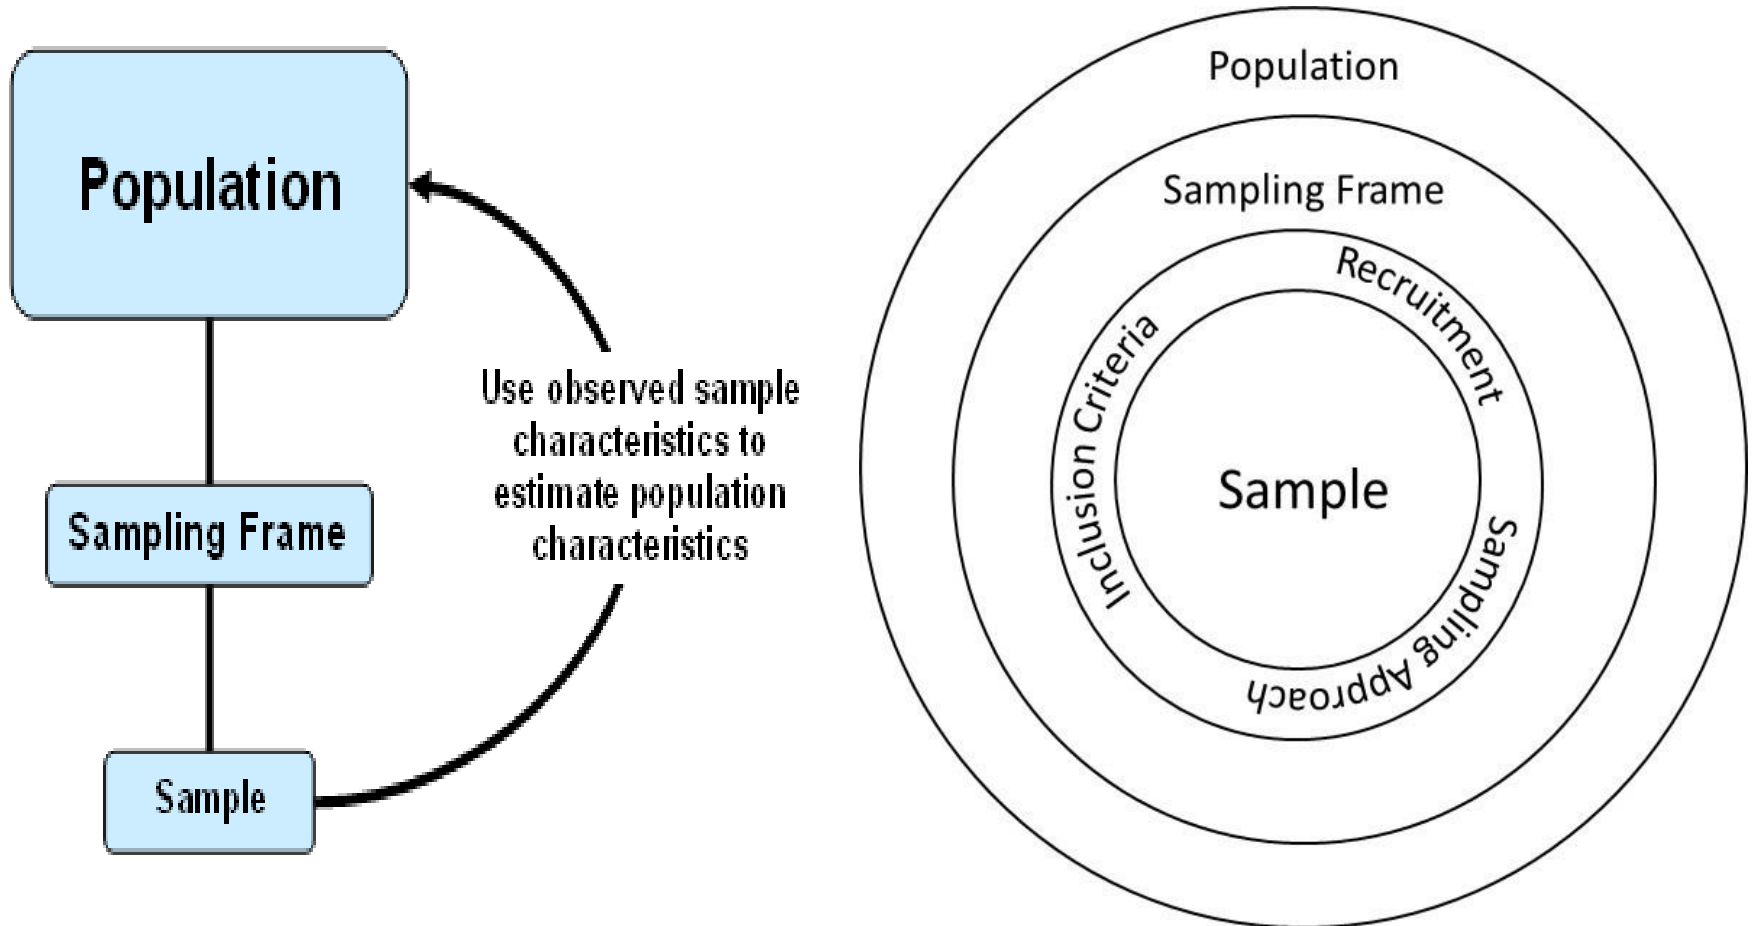 Population
Sampling Frame
Sample
Use observed sample
characteristics to
estimate population
characteristics
Population
Sampling Frame
Recruitment
Inclusion Criteria
Sample
Sampling Approach